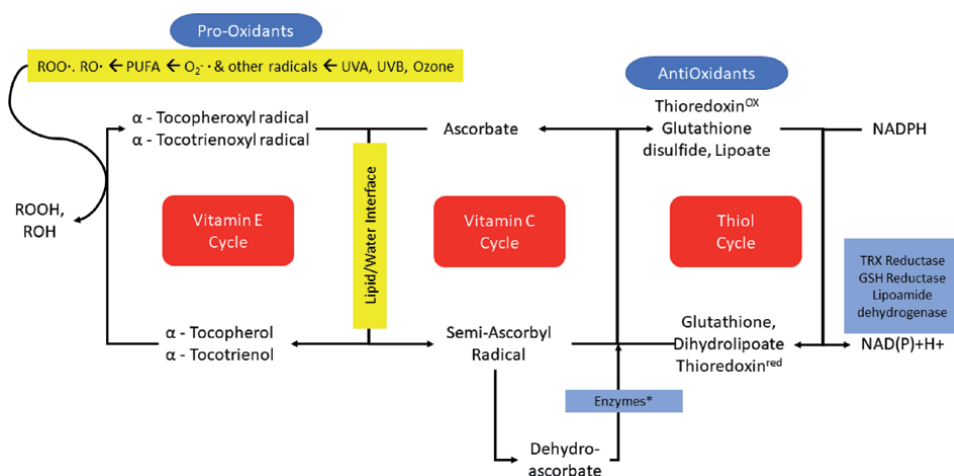 Pro-Oxidants
ROO·. RO· ← PUFA ← O₂·· & other radicals ← UVA, UVB, Ozone
AntiOxidants
α - Tocopheroxyl radical
α - Tocotrienoxyl radical
Ascorbate
Thioredoxinᴼˣ
Glutathione
disulfide, Lipoate
NADPH
ROOH,
ROH
Vitamin E
Cycle
Lipid/Water Interface
Vitamin C
Cycle
Thiol
Cycle
TRX Reductase
GSH Reductase
Lipoamide
dehydrogenase
α - Tocopherol
α - Tocotrienol
Semi-Ascorbyl
Radical
Glutathione,
Dihydrolipoate
Thioredoxinʳᵉᵈ
NAD(P)+H+
Enzymes*
Dehydro-
ascorbate